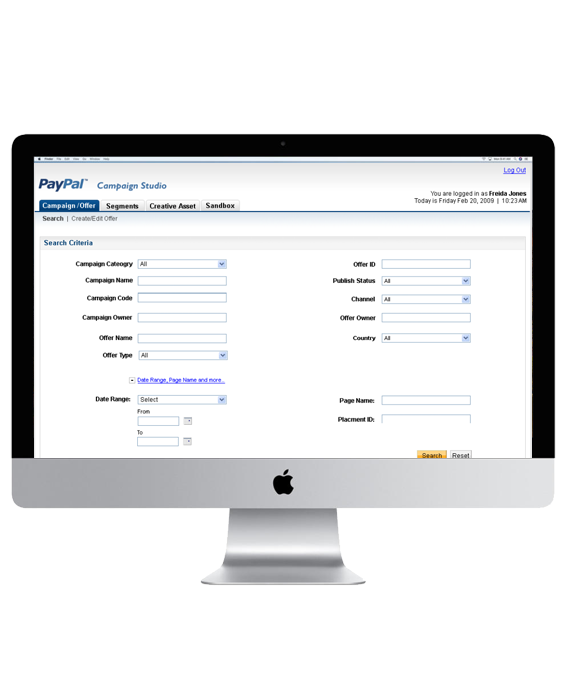 Log Out
PayPal™ Campaign Studio
You are logged in as Freida Jones
Today is Friday Feb 20, 2009 | 10:23 AM
Campaign/Offer Segments Creative Asset Sandbox
Search | Create/Edit Offer
Search Criteria
Campaign Cateogry All Offer ID
Campaign Name Publish Status All
Campaign Code Channel All
Campaign Owner Offer Owner
Offer Name Country All
Offer Type All
Date Range, Page Name and more...
Date Range: Select Page Name:
From
Placment ID:
To
Search Reset